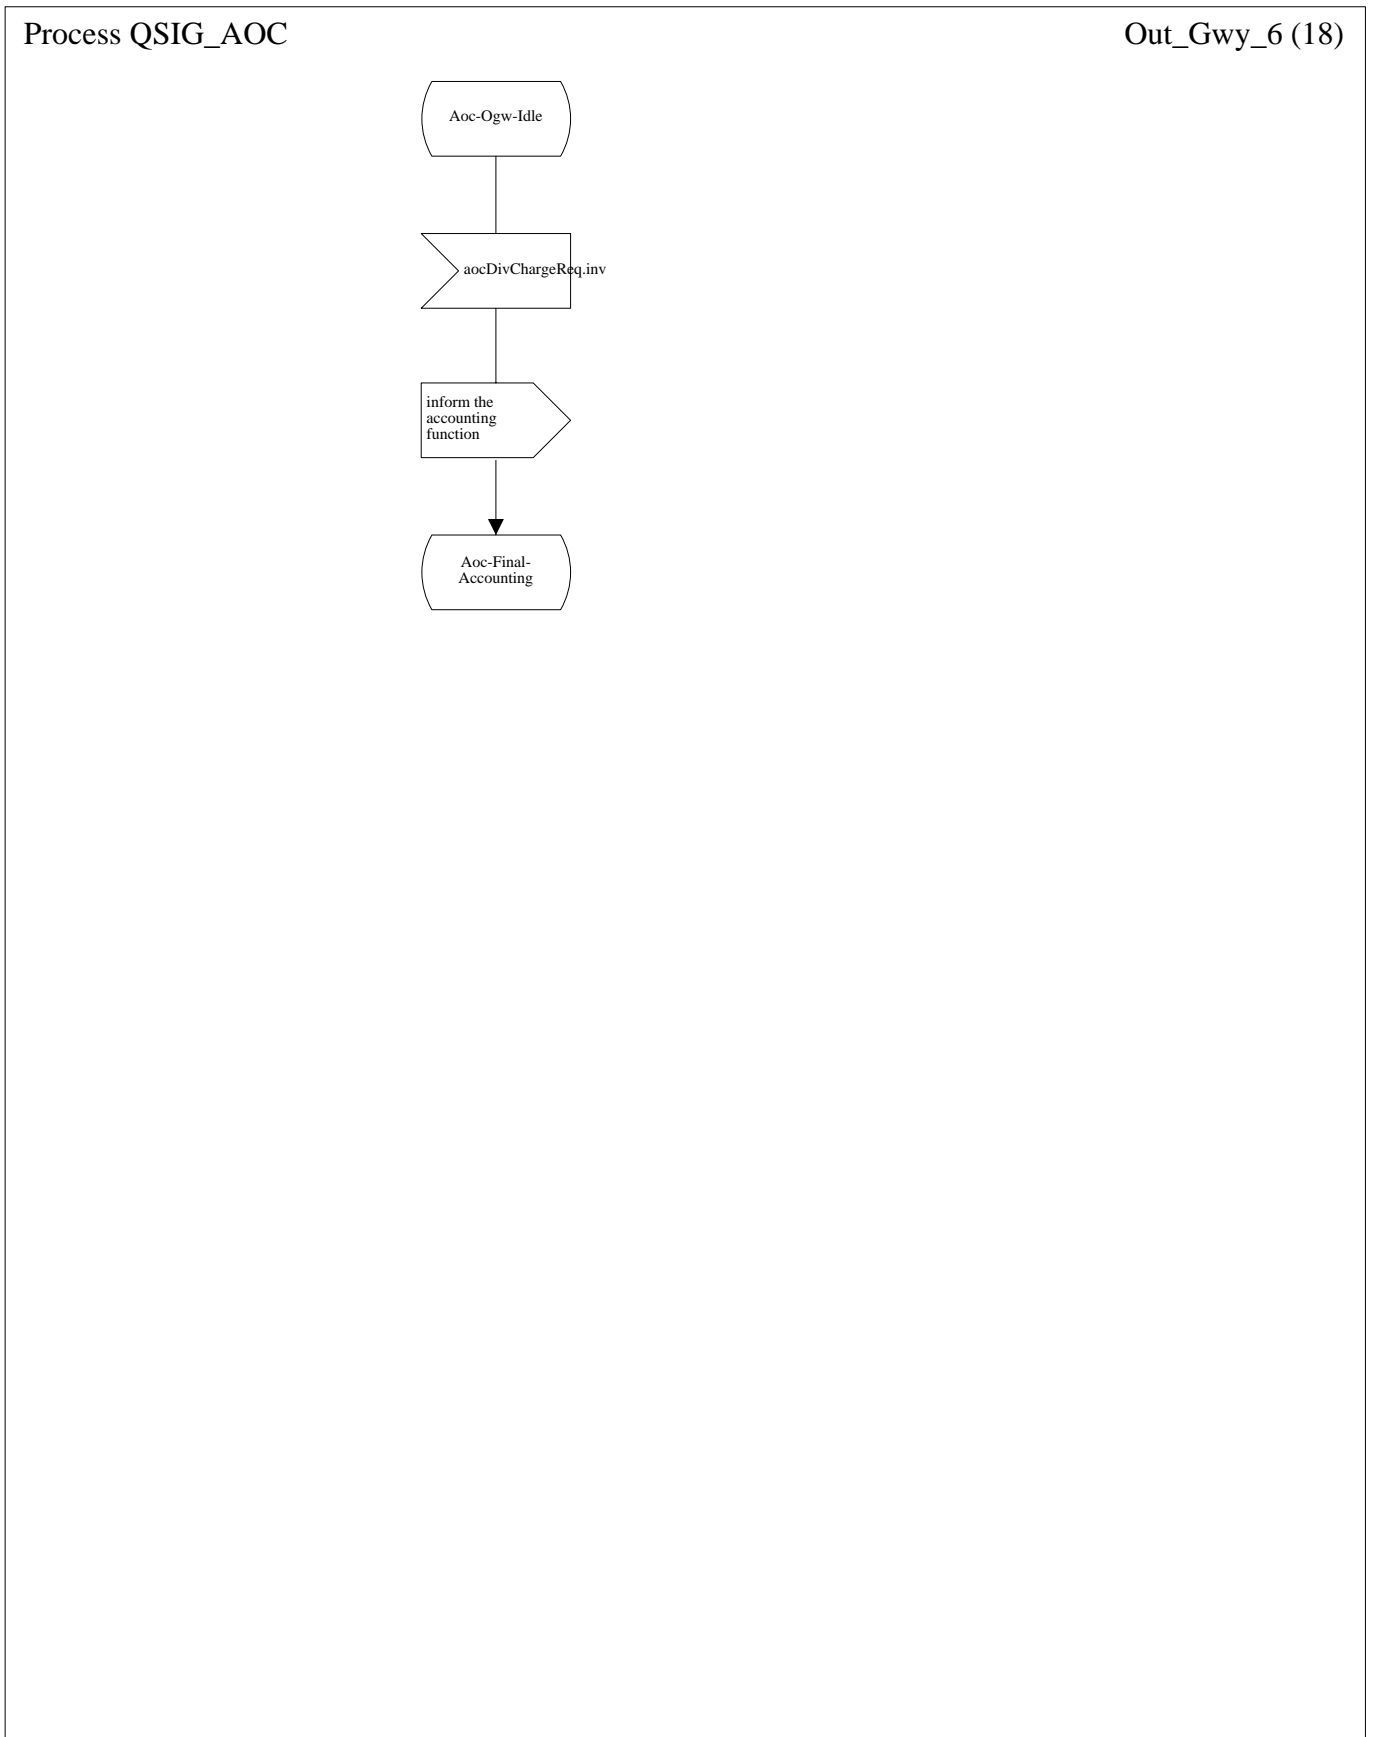 Process QSIG_AOC
Out_Gwy_6 (18)
Aoc-Ogw-Idle
aocDivChargeReq.inv
inform the
accounting
function
Aoc-Final-
Accounting